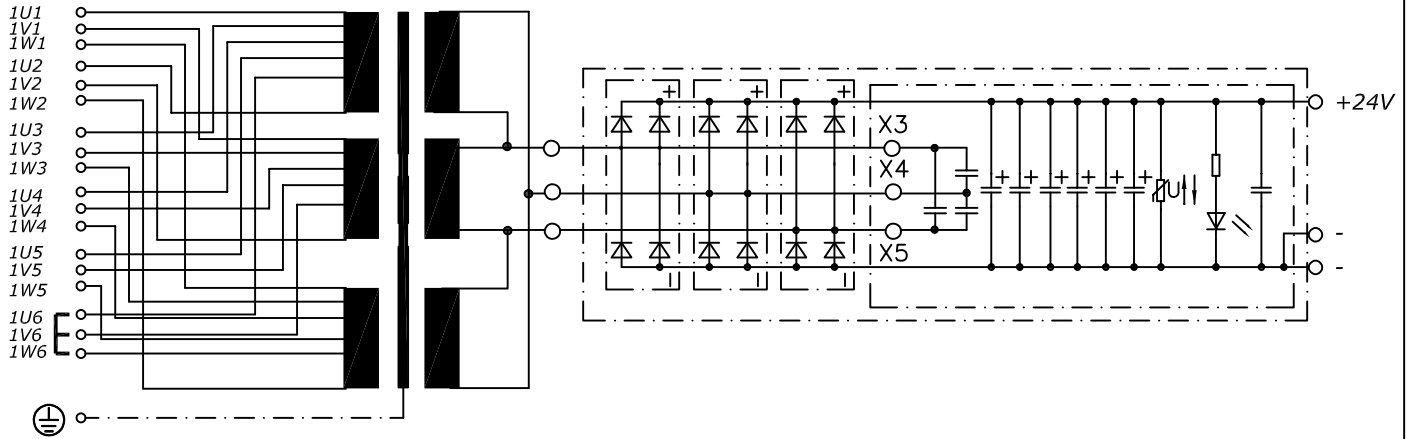 1U1
1V1
1W1
1U2
1V2
1W2
1U3
1V3
1W3
1U4
1V4
1W4
1U5
1V5
1W5
1U6
1V6
1W6
+ + +
X3
X4
X5
+ + + + + +
U
+24V
-
-